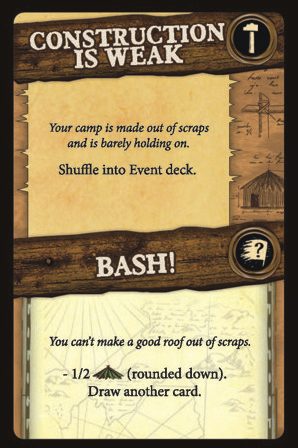 CONSTRUCTION
IS WEAK
Your camp is made out of scraps
and is barely holding on.
Shuffle into Event deck.
?
BASH!
You can't make a good roof out of scraps.
- 1/2 (rounded down).
Draw another card.